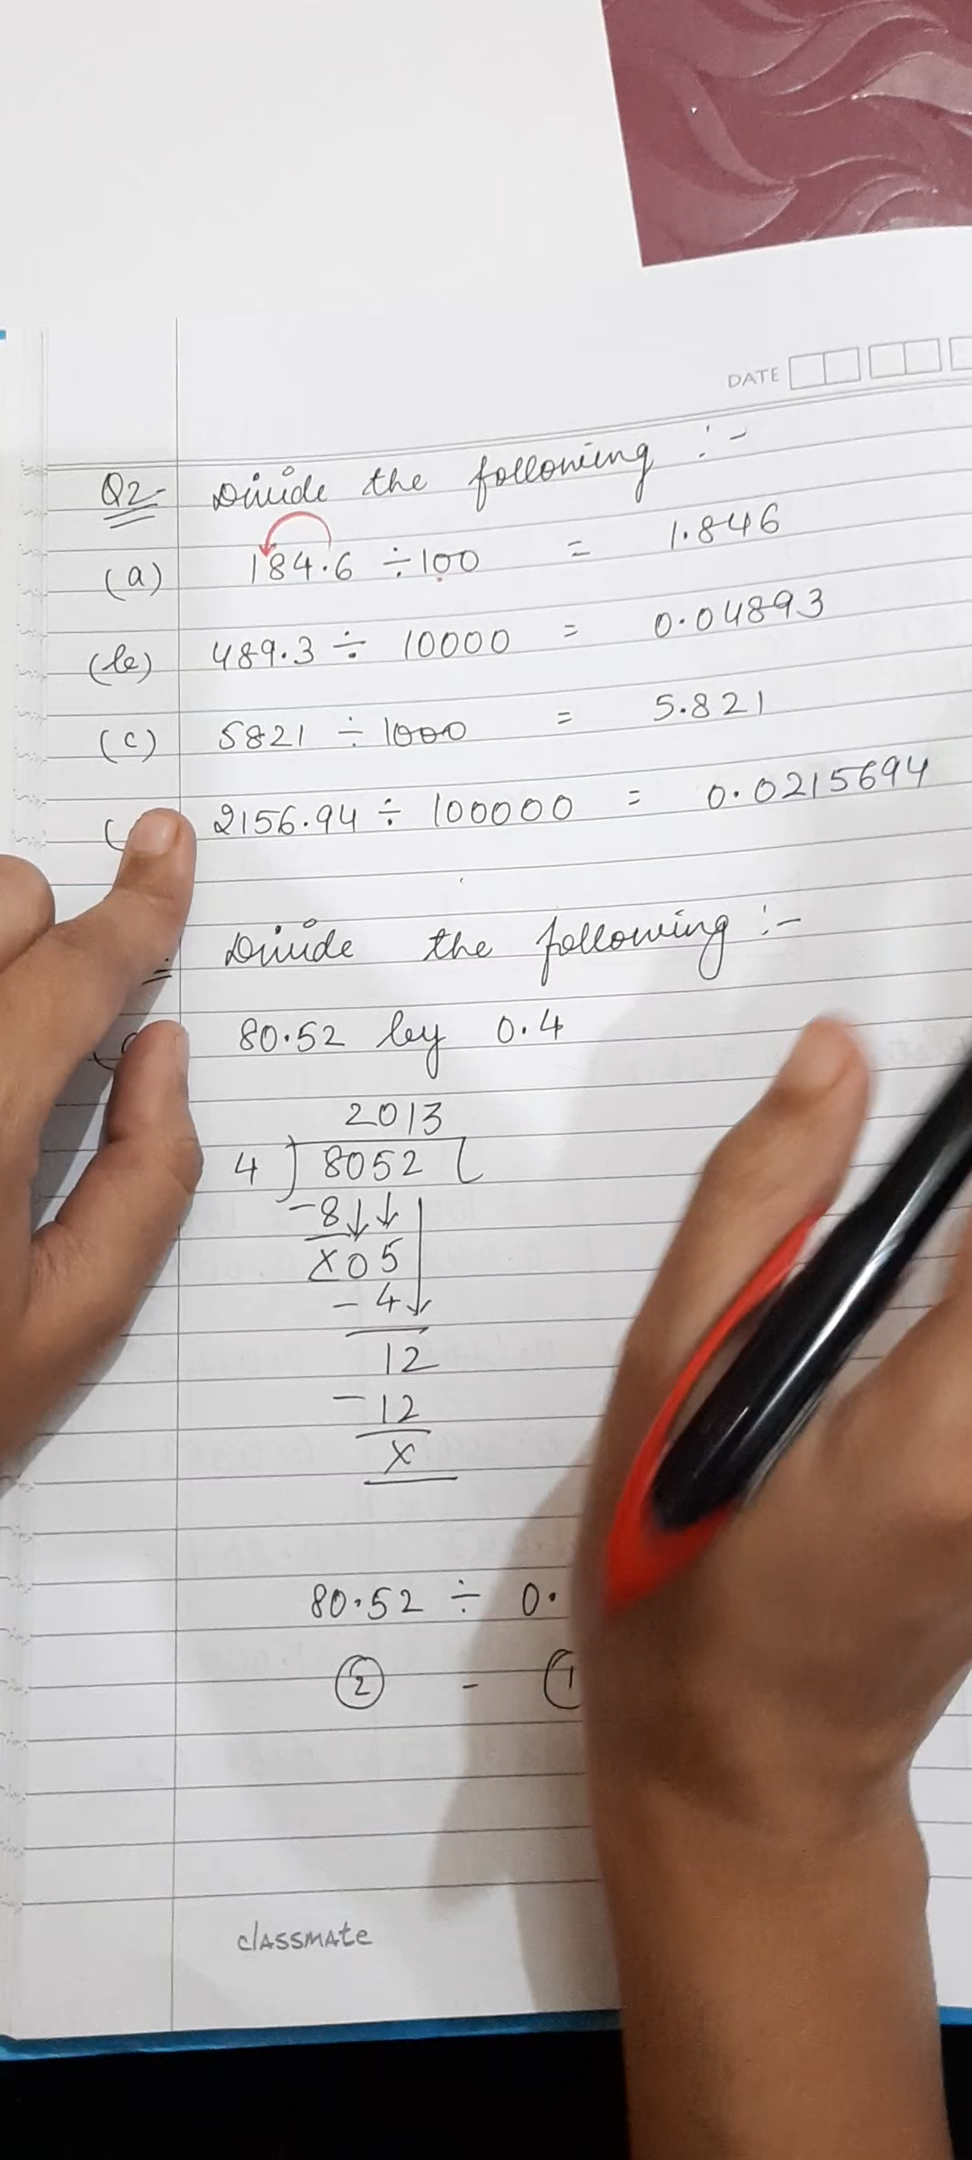 DATE
Q2 Divide the following :-
(a) 184.6 ÷ 100 = 1.846
(b) 489.3 ÷ 10000 = 0.04893
(c) 5821 ÷ 1000 = 5.821
( 2156.94 ÷ 100000 = 0.0215694
Divide the following :-
80.52 by 0.4
2013
4 ) 8052 (
-8
x05
-4
12
-12
x
80.52 ÷ 0.
2 - 1
classmate